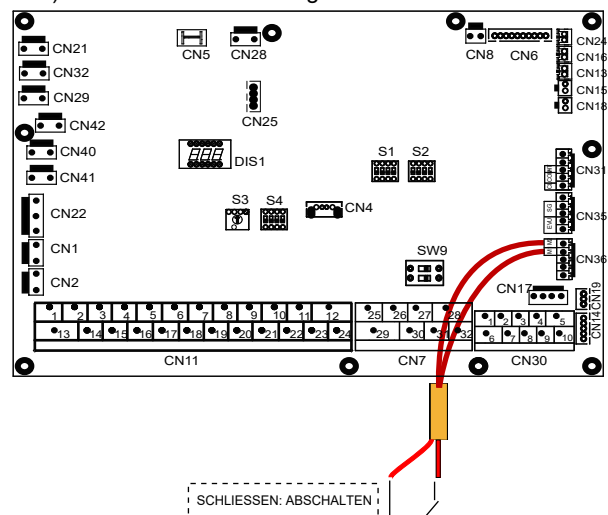 CN21
CN32
CN29
CN42
CN40
CN41
CN22
CN1
CN2
CN5
CN28
CN25
DIS1
S3
S4
CN4
S1
S2
SW9
CN8
CN6
CN24
CN16
CN13
CN15
CN18
CN31
SG
EVU
CN35
M
M
CN36
CN17
CN19
CN14
1 2 3 4 5 6 7 8 9 10 11 12
13 14 15 16 17 18 19 20 21 22 23 24
CN11
25 26 27 28
29 30 31 32
CN7
1 2 3 4 5
6 7 8 9 10
CN30
SCHLIESSEN: ABSCHALTEN